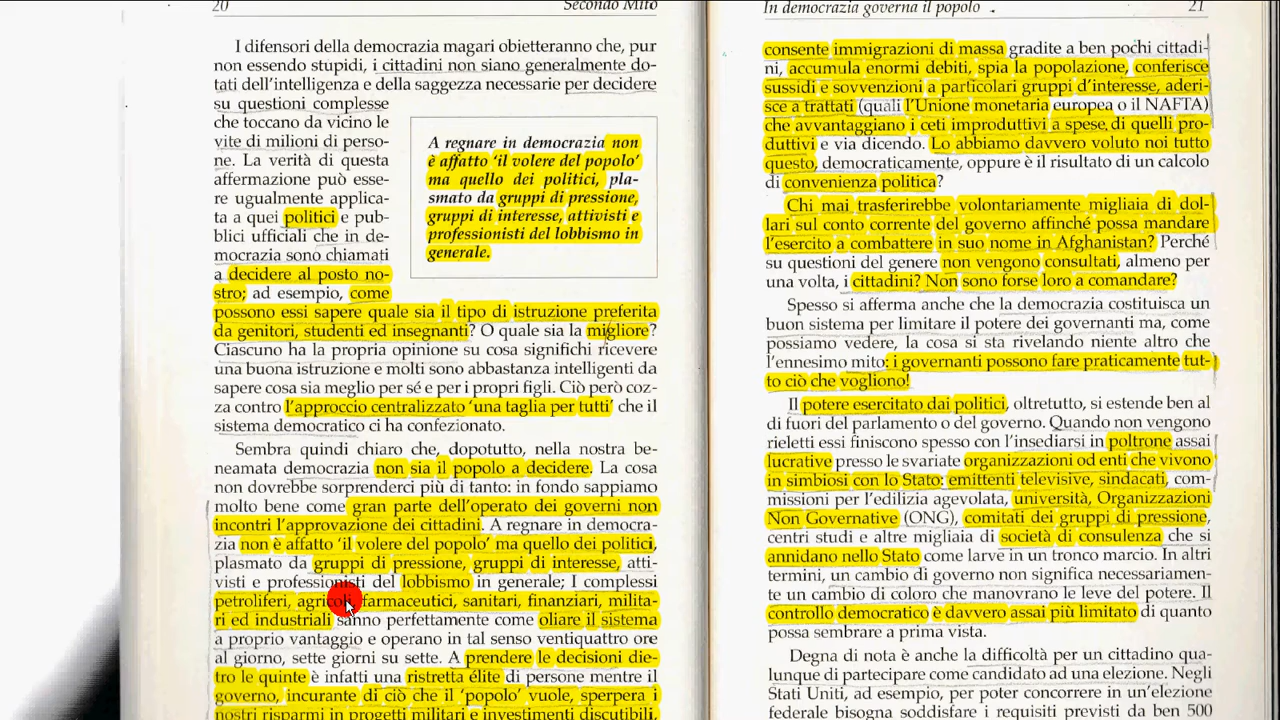 20
Secondo Mito
I difensori della democrazia magari obietteranno che, pur
non essendo stupidi, i cittadini non siano generalmente do-
tati dell'intelligenza e della saggezza necessarie per decidere
su questioni complesse
che toccano da vicino le
vite di milioni di perso-
ne. La verità di questa
affermazione può esse-
re ugualmente applica-
ta a quei politici e pub-
blici ufficiali che in de-
mocrazia sono chiamati
a decidere al posto no-
stro; ad esempio, come
possono essi sapere quale sia il tipo di istruzione preferita
da genitori, studenti ed insegnanti? O quale sia la migliore?
Ciascuno ha la propria opinione su cosa significhi ricevere
una buona istruzione e molti sono abbastanza intelligenti da
sapere cosa sia meglio per sé e per i propri figli. Ciò però coz-
za contro l'approccio centralizzato 'una taglia per tutti' che il
sistema democratico ci ha confezionato.
A regnare in democrazia non
è affatto 'il volere del popolo'
ma quello dei politici, pla-
smato da gruppi di pressione,
gruppi di interesse, attivisti e
professionisti del lobbismo in
generale.
Sembra quindi chiaro che, dopotutto, nella nostra be-
neamata democrazia non sia il popolo a decidere. La cosa
non dovrebbe sorprenderci più di tanto: in fondo sappiamo
molto bene come gran parte dell'operato dei governi non
incontri l'approvazione dei cittadini. A regnare in democra-
zia non è affatto 'il volere del popolo' ma quello dei politici,
plasmato da gruppi di pressione, gruppi di interesse, atti-
visti e professionisti del lobbismo in generale; I complessi
petroliferi, agricoli, farmaceutici, sanitari, finanziari, milita-
ri ed industriali sanno perfettamente come oliare il sistema
a proprio vantaggio e operano in tal senso ventiquattro ore
al giorno, sette giorni su sette. A prendere le decisioni die-
tro le quinte è infatti una ristretta élite di persone mentre il
governo, incurante di ciò che il 'popolo' vuole, sperpera i
nostri risparmi in progetti militari e investimenti discutibili,
In democrazia governa il popolo
21
consente immigrazioni di massa gradite a ben pochi cittadi-
ni, accumula enormi debiti, spia la popolazione, conferisce
sussidi e sovvenzioni a particolari gruppi d'interesse, aderi-
sce a trattati (quali l'Unione monetaria europea o il NAFTA)
che avvantaggiano i ceti improduttivi a spese di quelli pro-
duttivi e via dicendo. Lo abbiamo davvero voluto noi tutto
questo, democraticamente, oppure è il risultato di un calcolo
di convenienza politica?
Chi mai trasferirebbe volontariamente migliaia di dol-
lari sul conto corrente del governo affinché possa mandare
l'esercito a combattere in suo nome in Afghanistan? Perché
su questioni del genere non vengono consultati, almeno per
una volta, i cittadini? Non sono forse loro a comandare?
Spesso si afferma anche che la democrazia costituisca un
buon sistema per limitare il potere dei governanti ma, come
possiamo vedere, la cosa si sta rivelando niente altro che
l'ennesimo mito: i governanti possono fare praticamente tut-
to ciò che vogliono!
Il potere esercitato dai politici, oltretutto, si estende ben al
di fuori del parlamento o del governo. Quando non vengono
rieletti essi finiscono spesso con l'insediarsi in poltrone assai
lucrative presso le svariate organizzazioni od enti che vivono
in simbiosi con lo Stato: emittenti televisive, sindacati, com-
missioni per l'edilizia agevolata, università, Organizzazioni
Non Governative (ONG), comitati dei gruppi di pressione,
centri studi e altre migliaia di società di consulenza che si
annidano nello Stato come larve in un tronco marcio. In altri
termini, un cambio di governo non significa necessariamen-
te un cambio di coloro che manovrano le leve del potere. Il
controllo democratico è davvero assai più limitato di quanto
possa sembrare a prima vista.
Degna di nota è anche la difficoltà per un cittadino qua-
lunque di partecipare come candidato ad una elezione. Negli
Stati Uniti, ad esempio, per poter concorrere in un'elezione
federale bisogna soddisfare i requisiti previsti da ben 500